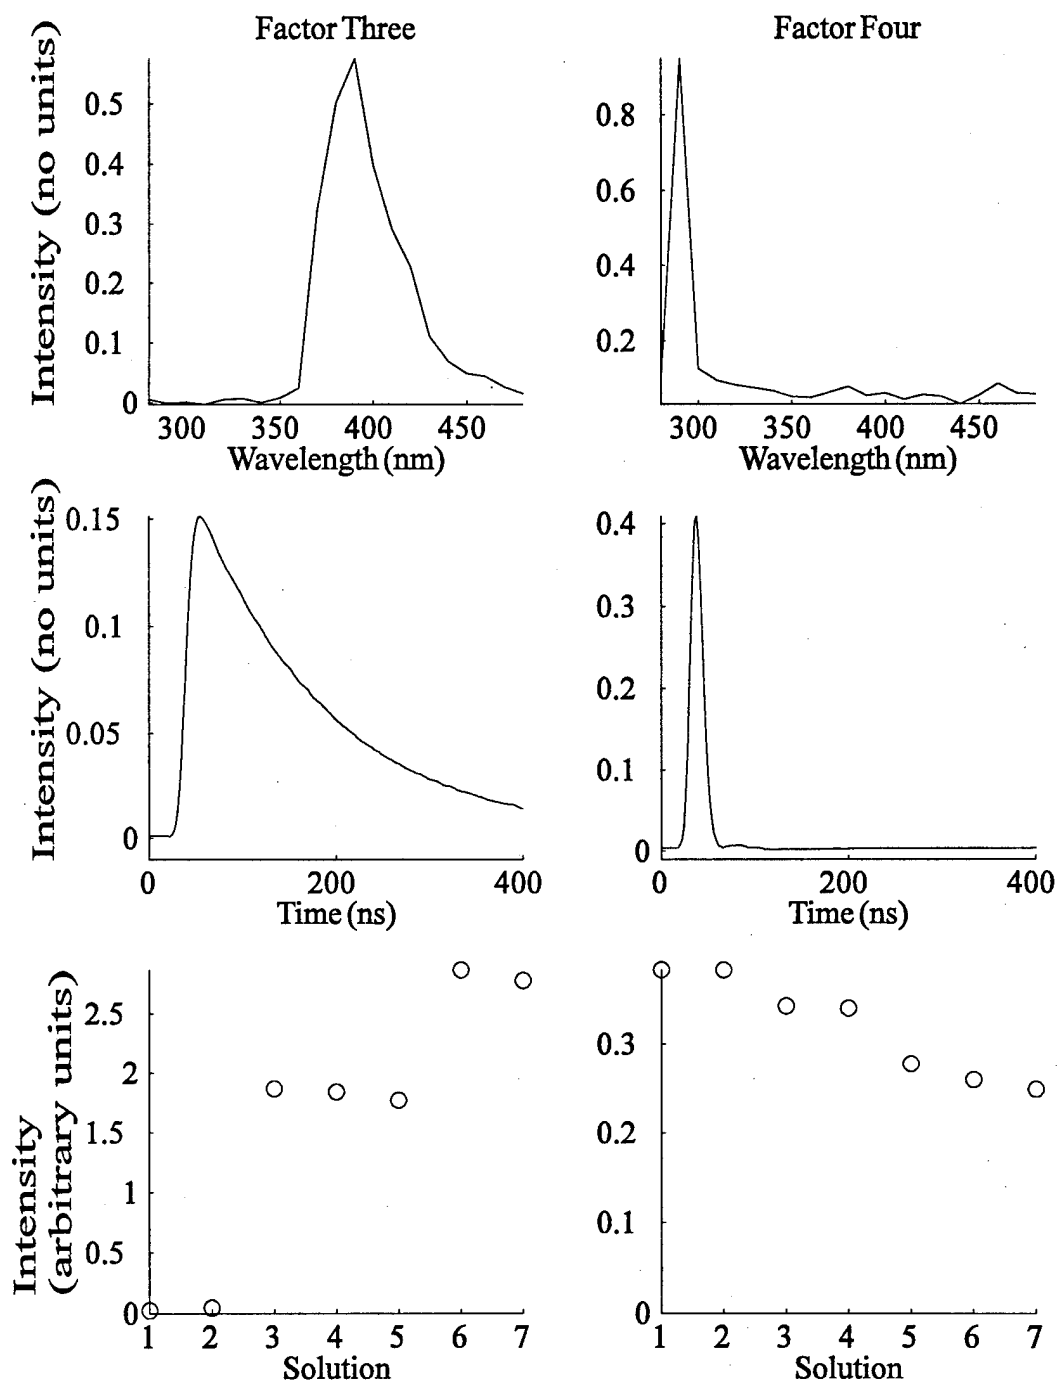 Factor Three
Factor Four
Intensity (no units)
0.5
0.4
0.3
0.2
0.1
0
300 350 400 450
Wavelength (nm)
0.8
0.6
0.4
0.2
300 350 400 450
Wavelength (nm)
Intensity (no units)
0.15
0.1
0.05
0
0 200 400
Time (ns)
0.4
0.3
0.2
0.1
0
0 200 400
Time (ns)
Intensity
(arbitrary units)
2.5
2
1.5
1
0.5
0
1 2 3 4 5 6 7
Solution
0.3
0.2
0.1
0
1 2 3 4 5 6 7
Solution